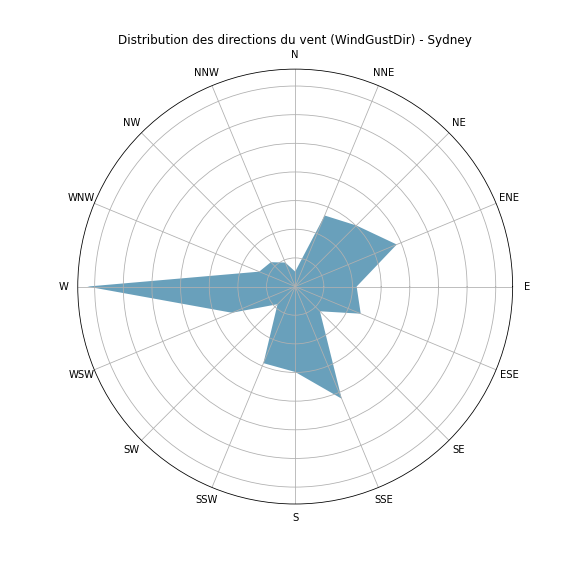 Distribution des directions du vent (WindGustDir) - Sydney
N
NNW
NNE
NW
NE
WNW
ENE
W
E
WSW
ESE
SW
SE
SSW
SSE
S